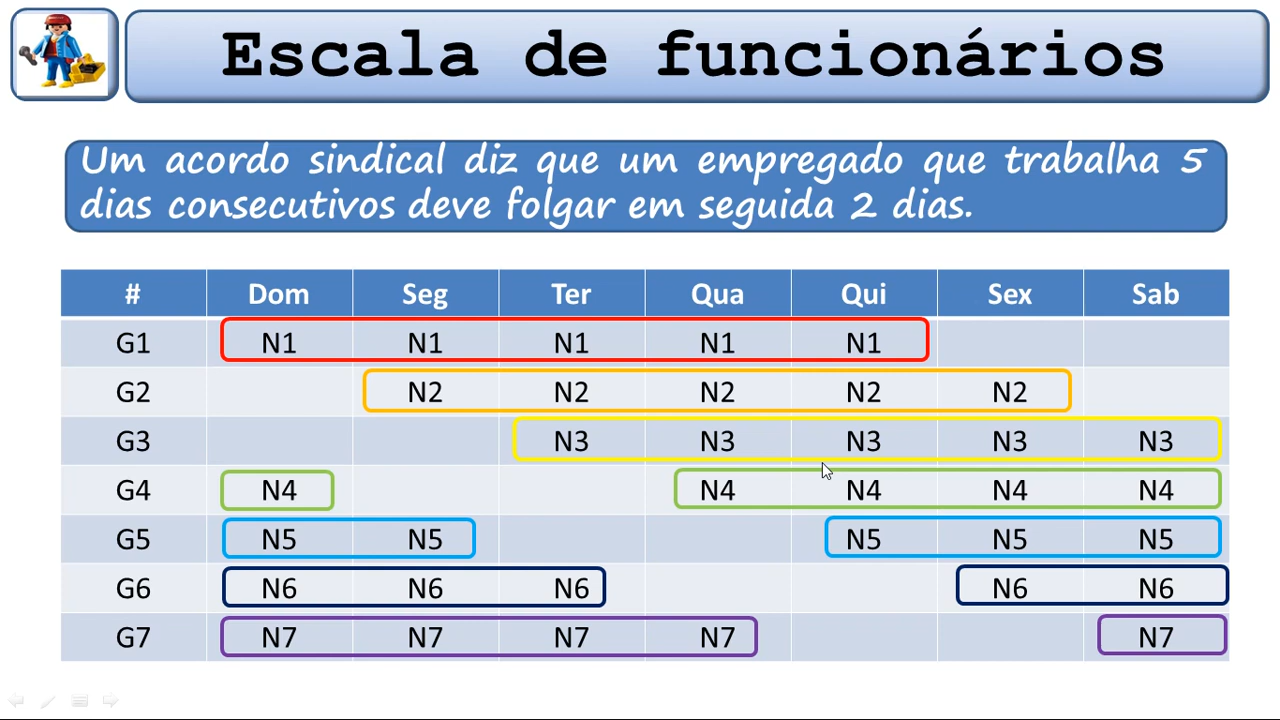 Escala de funcionários
Um acordo sindical diz que um empregado que trabalha 5
dias consecutivos deve folgar em seguida 2 dias.
# Dom Seg Ter Qua Qui Sex Sab
G1 N1 N1 N1 N1 N1
G2 N2 N2 N2 N2 N2
G3 N3 N3 N3 N3 N3
G4 N4 N4 N4 N4 N4
G5 N5 N5 N5 N5 N5
G6 N6 N6 N6 N6 N6
G7 N7 N7 N7 N7 N7